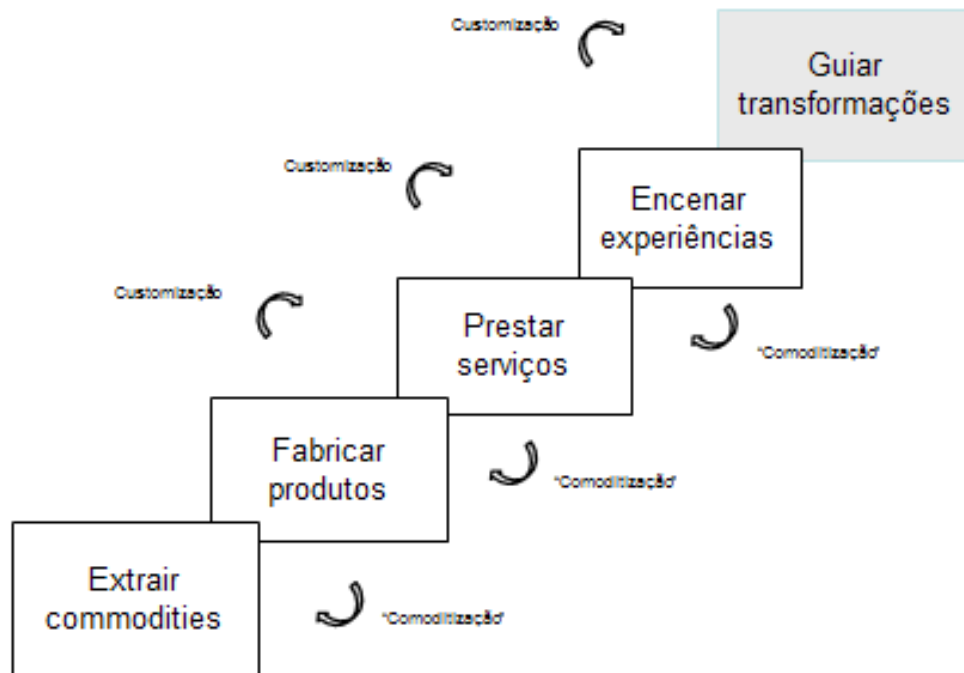 Customização
Guiar
transformações
Customização
Encenar
experiências
Customização
Prestar
serviços
"Comoditização"
Fabricar
produtos
"Comoditização"
Extrair
commodities
"Comoditização"